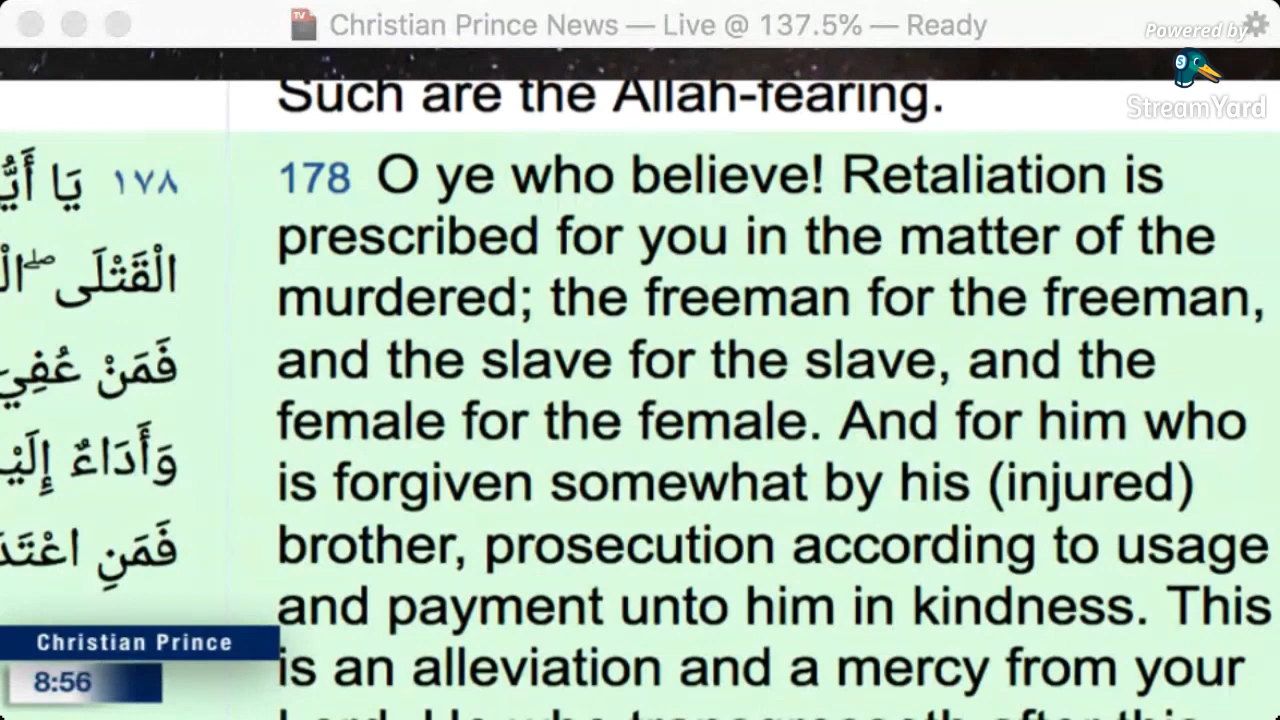 Christian Prince News — Live @ 137.5% — Ready
Powered by
StreamYard
Such are the Allah-fearing.
178 O ye who believe! Retaliation is
prescribed for you in the matter of the
murdered; the freeman for the freeman,
and the slave for the slave, and the
female for the female. And for him who
is forgiven somewhat by his (injured)
brother, prosecution according to usage
and payment unto him in kindness. This
is an alleviation and a mercy from your
١٧٨ يَا
الْقَتْلَى ۖ
فَمَنْ عُفِيَ
وَأَدَاءٌ
فَمَنِ
Christian Prince
8:56